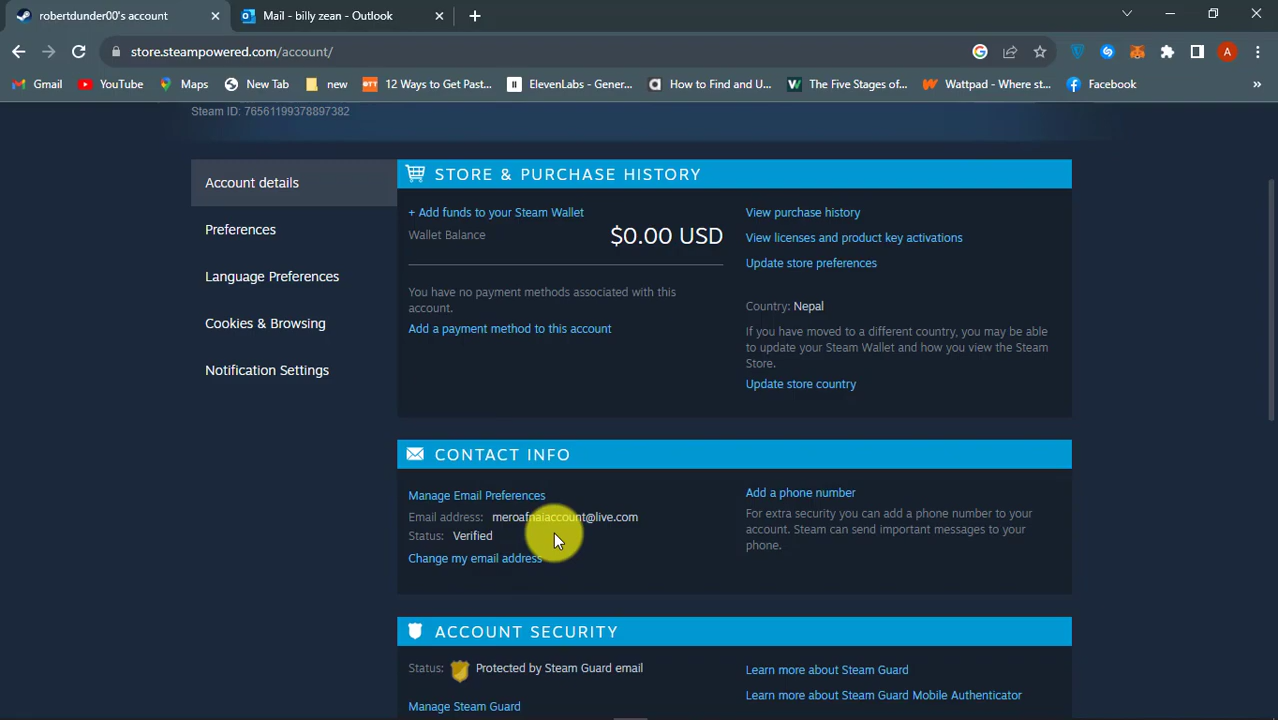 robertdunder00's account
Mail - billy zean - Outlook
store.steampowered.com/account/
A
Gmail
YouTube
Maps
New Tab
new
12 Ways to Get Past...
ElevenLabs - Gener...
How to Find and U...
The Five Stages of...
Wattpad - Where st...
Facebook
Steam ID: 76561199378897382
Account details
Preferences
Language Preferences
Cookies & Browsing
Notification Settings
STORE & PURCHASE HISTORY
+ Add funds to your Steam Wallet
Wallet Balance
$0.00 USD
You have no payment methods associated with this
account.
Add a payment method to this account
View purchase history
View licenses and product key activations
Update store preferences
Country: Nepal
If you have moved to a different country, you may be able
to update your Steam Wallet and how you view the Steam
Store.
Update store country
CONTACT INFO
Manage Email Preferences
Email address: meroafnaiaccount@live.com
Status: Verified
Change my email address
Add a phone number
For extra security you can add a phone number to your
account. Steam can send important messages to your
phone.
ACCOUNT SECURITY
Status: Protected by Steam Guard email
Manage Steam Guard
Learn more about Steam Guard
Learn more about Steam Guard Mobile Authenticator